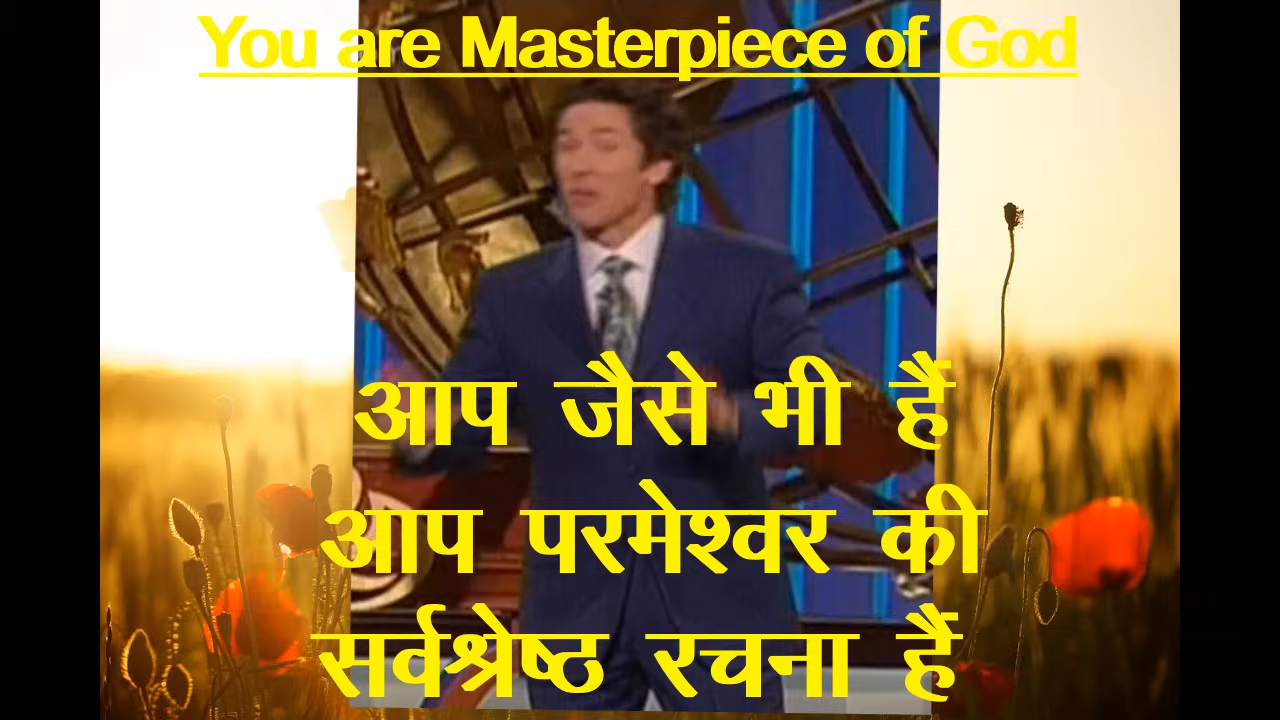 You are Masterpiece of God
आप जैसे भी हैं
आप परमेश्वर की
सर्वश्रेष्ठ रचना हैं